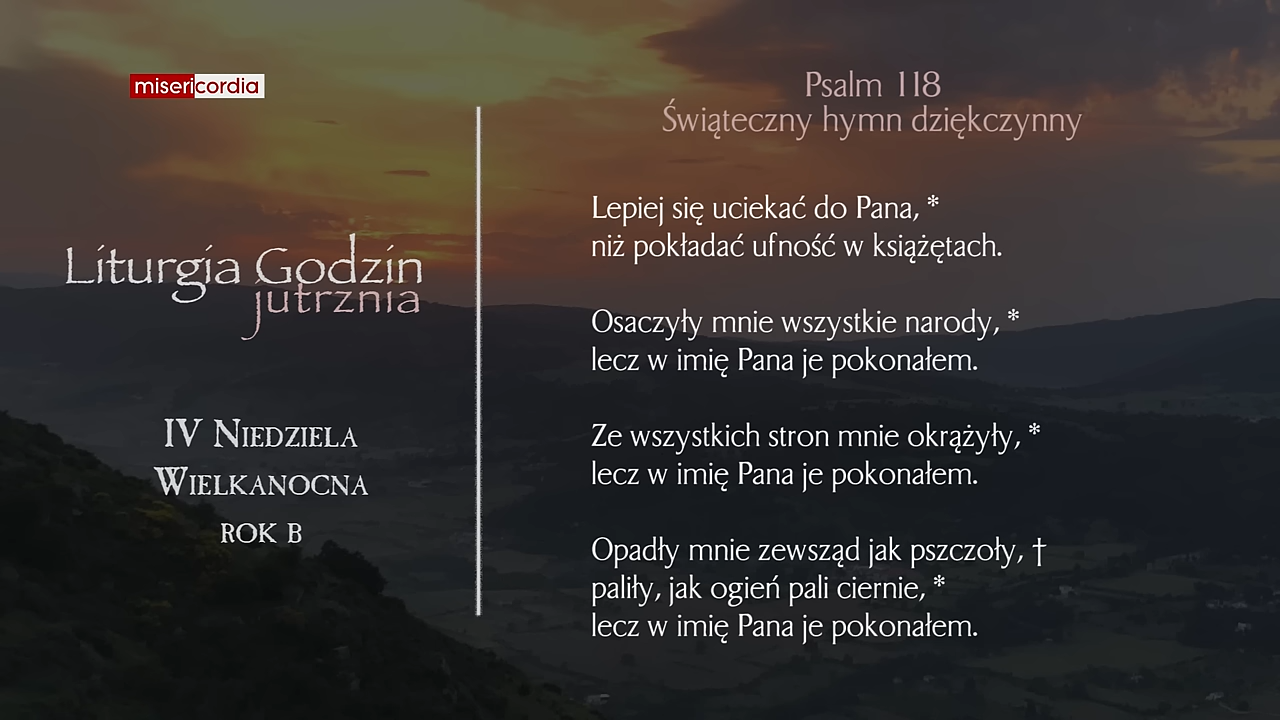 misericordia
Liturgia Godzin
jutrznia
IV Niedziela
Wielkanocna
rok B
Psalm 118
Świąteczny hymn dziękczynny
Lepiej się uciekać do Pana, *
niż pokładać ufność w książętach.
Osaczyły mnie wszystkie narody, *
lecz w imię Pana je pokonałem.
Ze wszystkich stron mnie okrążyły, *
lecz w imię Pana je pokonałem.
Opadły mnie zewsząd jak pszczoły, †
paliły, jak ogień pali ciernie, *
lecz w imię Pana je pokonałem.